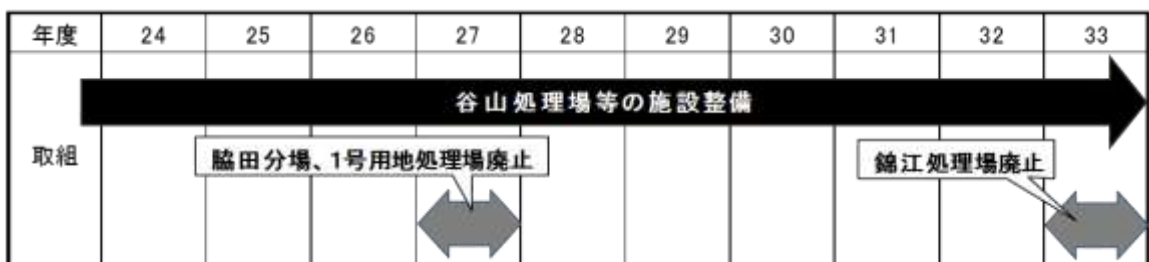 年度 24 25 26 27 28 29 30 31 32 33
谷山処理場等の施設整備
取組
脇田分場、1号用地処理場廃止
錦江処理場廃止